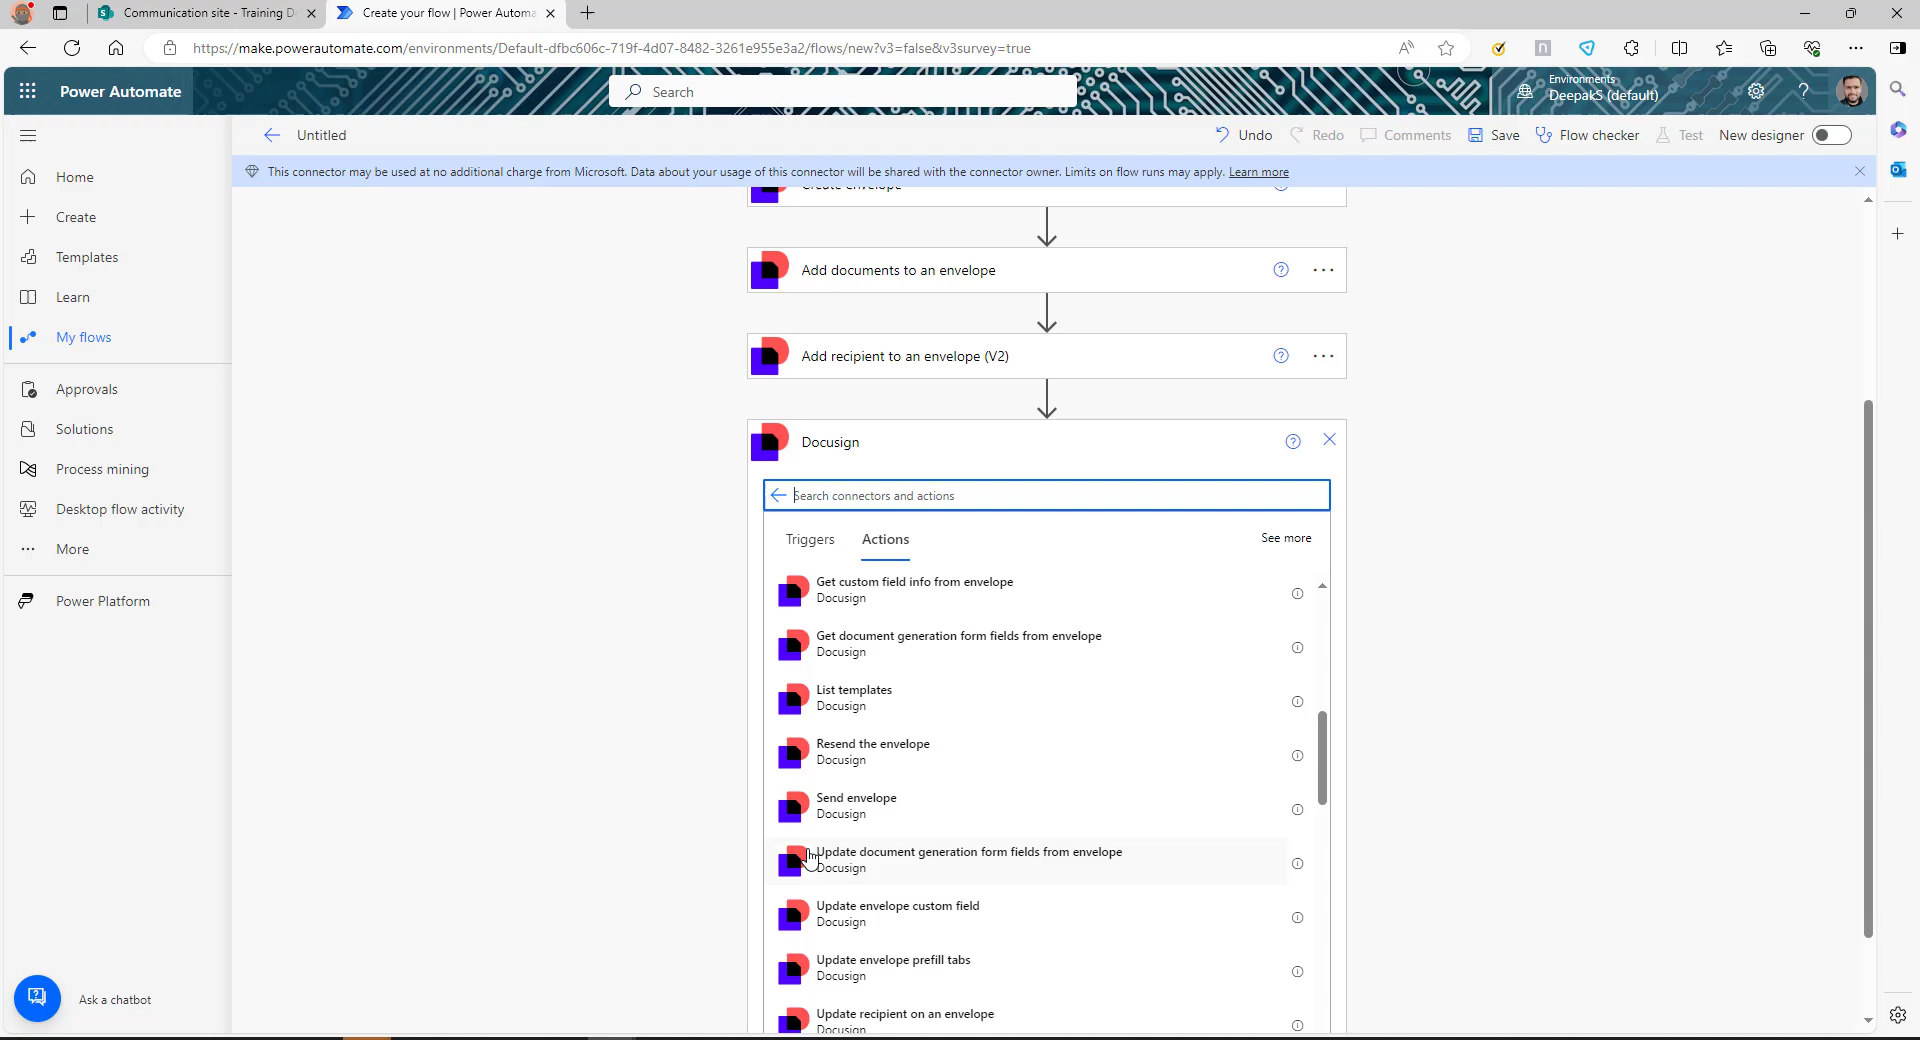 Communication site - Training D
Create your flow | Power Automa
https://make.powerautomate.com/environments/Default-dfbc606c-719f-4d07-8482-3261e955e3a2/flows/new?v3=false&v3survey=true
Power Automate
Search
Environments
DeepakS (default)
Untitled
Undo
Redo
Comments
Save
Flow checker
Test
New designer
This connector may be used at no additional charge from Microsoft. Data about your usage of this connector will be shared with the connector owner. Limits on flow runs may apply. Learn more
Home
Create
Templates
Learn
My flows
Approvals
Solutions
Process mining
Desktop flow activity
More
Power Platform
Ask a chatbot
Create envelope
Add documents to an envelope
Add recipient to an envelope (V2)
Docusign
Search connectors and actions
Triggers
Actions
See more
Get custom field info from envelope
Docusign
Get document generation form fields from envelope
Docusign
List templates
Docusign
Resend the envelope
Docusign
Send envelope
Docusign
Update document generation form fields from envelope
Docusign
Update envelope custom field
Docusign
Update envelope prefill tabs
Docusign
Update recipient on an envelope
Docusign